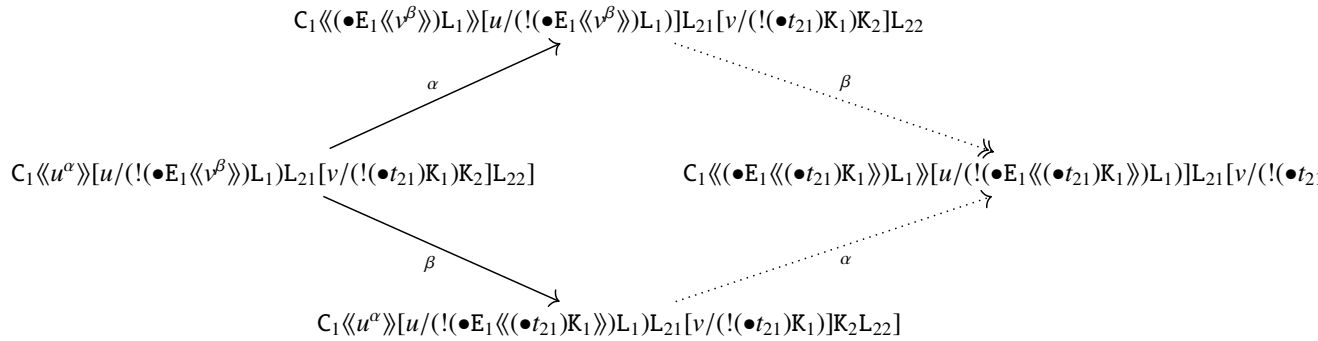 C₁⟪(•E₁⟪v^β⟫)L₁⟫[u/(!(•E₁⟪v^β⟫)L₁)]L₂₁[v/(!(•t₂₁)K₁)K₂]L₂₂
α
β
C₁⟪u^α⟫[u/(!(•E₁⟪v^β⟫)L₁)L₂₁[v/(!(•t₂₁)K₁)K₂]L₂₂]
C₁⟪(•E₁⟪(•t₂₁)K₁⟫)L₁⟫[u/(!(•E₁⟪(•t₂₁)K₁⟫)L₁)]L₂₁[v/(!(•t₂₁
β
α
C₁⟪u^α⟫[u/(!(•E₁⟪(•t₂₁)K₁⟫)L₁)L₂₁[v/(!(•t₂₁)K₁)]K₂L₂₂]